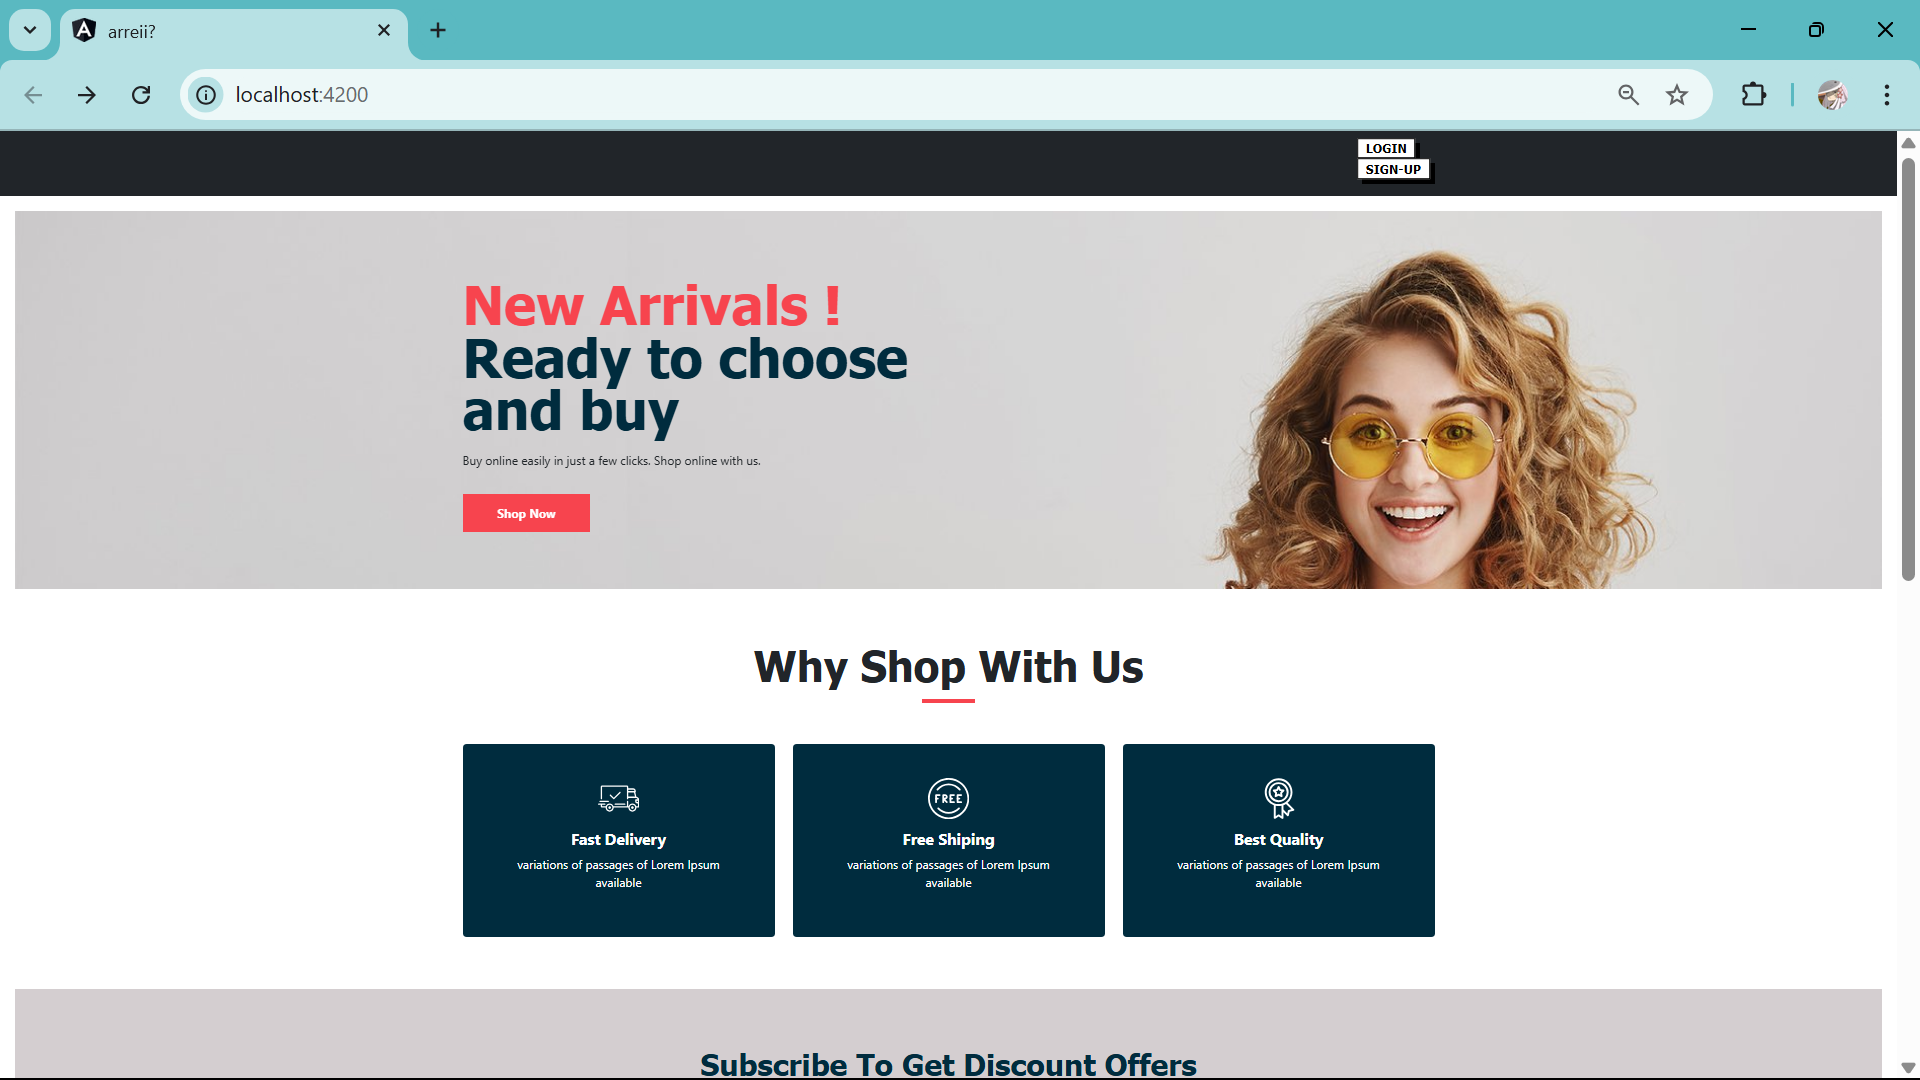 arreii?
localhost:4200
LOGIN
SIGN-UP
New Arrivals !
Ready to choose
and buy
Buy online easily in just a few clicks. Shop online with us.
Shop Now
Why Shop With Us
FREE
Fast Delivery
variations of passages of Lorem Ipsum
available
Free Shiping
variations of passages of Lorem Ipsum
available
Best Quality
variations of passages of Lorem Ipsum
available
Subscribe To Get Discount Offers